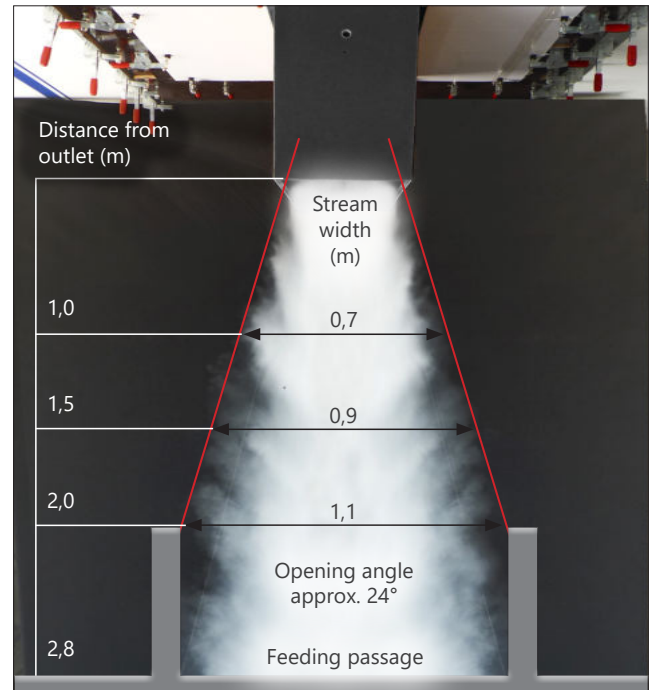 Distance from
outlet (m)
Stream
width
(m)
1,0
0,7
1,5
0,9
2,0
1,1
Opening angle
approx. 24°
2,8
Feeding passage